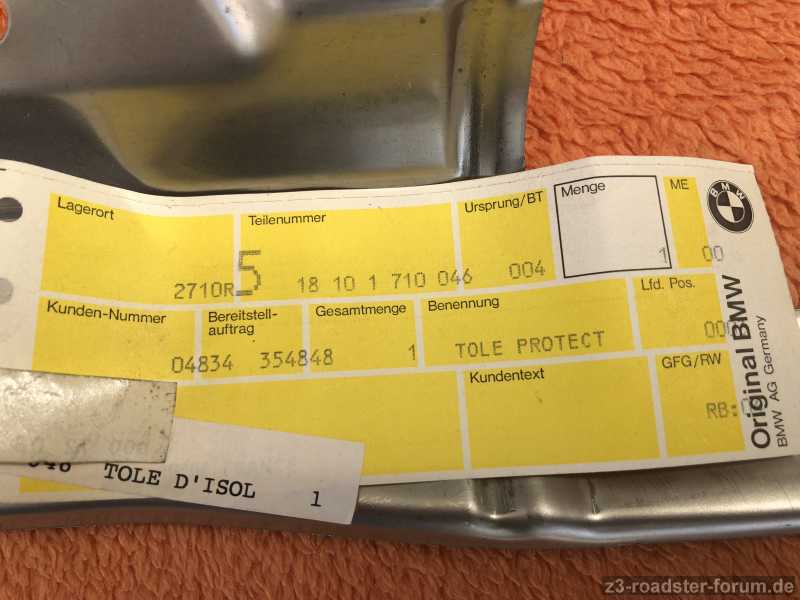 Lagerort
Teilenummer
Ursprung/BT
Menge
ME
BMW
2710R
5
18 10 1 710 046
004
1
00
Kunden-Nummer
Bereitstell-
auftrag
Gesamtmenge
Benennung
Lfd. Pos.
04834
354848
1
TOLE PROTECT
Kundentext
GFG/RW
RB:
Original BMW
BMW AG Germany
046 TOLE D'ISOL 1
z3-roadster-forum.de